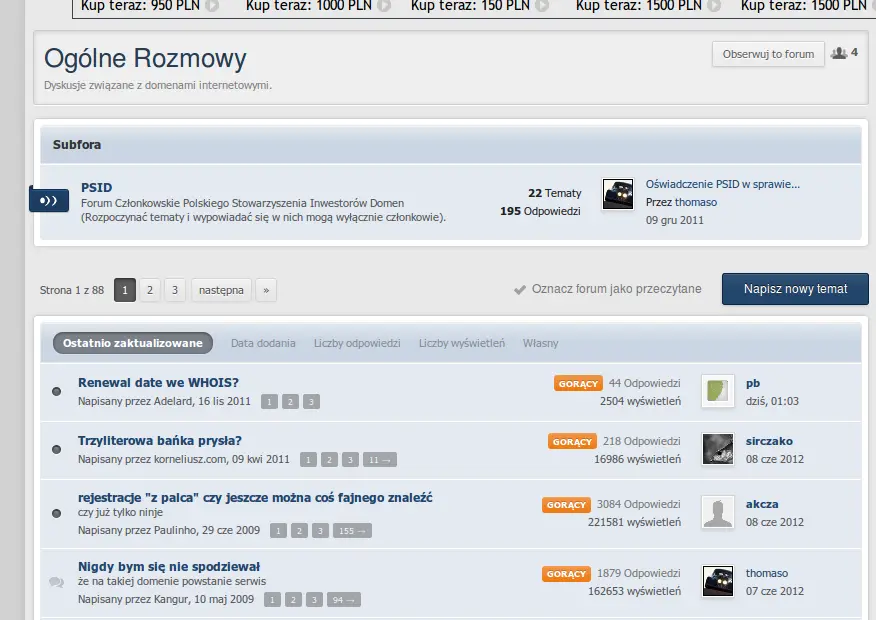 Kup teraz: 950 PLN Kup teraz: 1000 PLN Kup teraz: 150 PLN Kup teraz: 1500 PLN Kup teraz: 1500 PLN
Ogólne Rozmowy
Obserwuj to forum 4
Dyskusje związane z domenami internetowymi.
Subfora
PSID
Forum Członkowskie Polskiego Stowarzyszenia Inwestorów Domen
(Rozpoczynać tematy i wypowiadać się w nich mogą wyłącznie członkowie).
22 Tematy
195 Odpowiedzi
Oświadczenie PSID w sprawie...
Przez thomaso
09 gru 2011
Strona 1 z 88 1 2 3 następna »
Oznacz forum jako przeczytane
Napisz nowy temat
Ostatnio zaktualizowane Data dodania Liczby odpowiedzi Liczby wyświetleń Własny
Renewal date we WHOIS?
Napisany przez Adelard, 16 lis 2011 1 2 3
GORĄCY 44 Odpowiedzi
2504 wyświetleń
pb
dziś, 01:03
Trzyliterowa bańka prysła?
Napisany przez korneliusz.com, 09 kwi 2011 1 2 3 11 →
GORĄCY 218 Odpowiedzi
16986 wyświetleń
sirczako
08 cze 2012
rejestracje "z palca" czy jeszcze można coś fajnego znaleźć
czy już tylko ninje
Napisany przez Paulinho, 29 cze 2009 1 2 3 155 →
GORĄCY 3084 Odpowiedzi
221581 wyświetleń
akcza
08 cze 2012
Nigdy bym się nie spodziewał
że na takiej domenie powstanie serwis
Napisany przez Kangur, 10 maj 2009 1 2 3 94 →
GORĄCY 1879 Odpowiedzi
162653 wyświetleń
thomaso
07 cze 2012